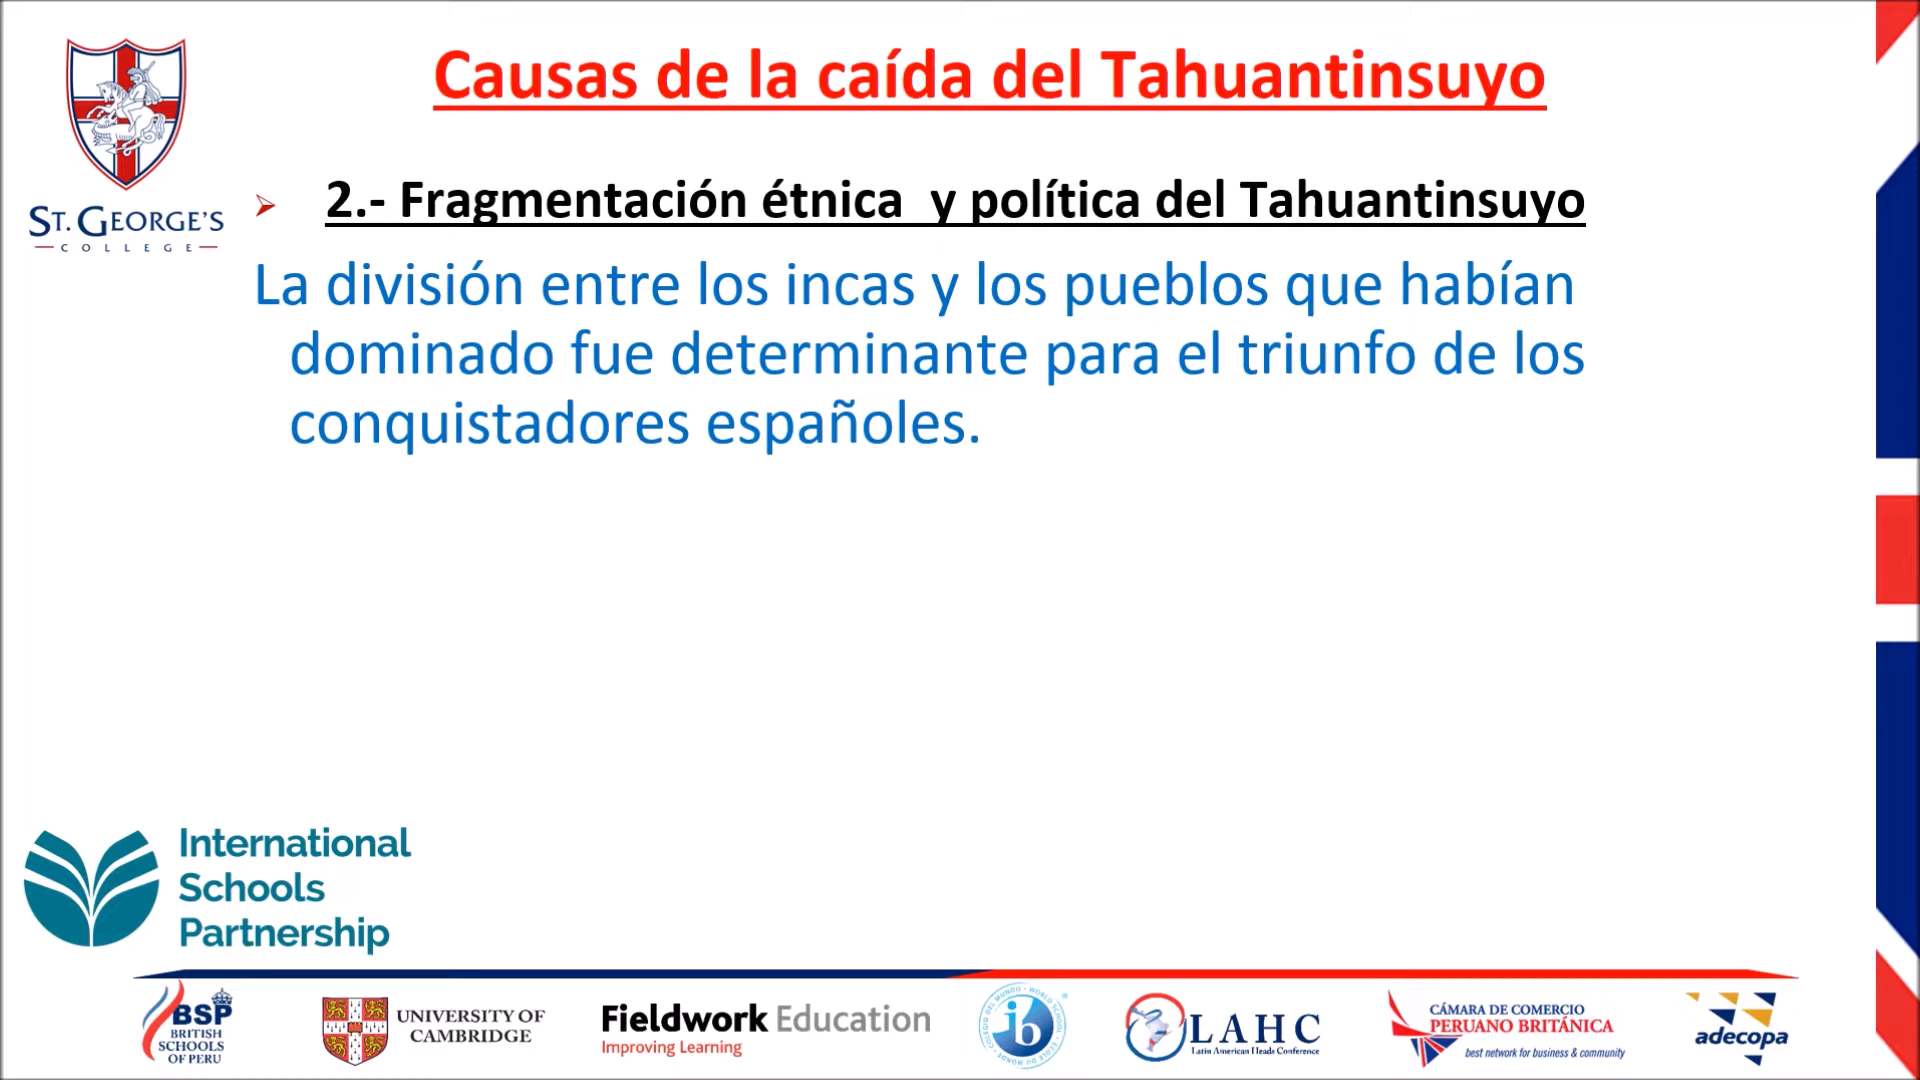 Causas de la caída del Tahuantinsuyo
ST. GEORGE'S
COLLEGE
2.- Fragmentación étnica  y política del Tahuantinsuyo
La división entre los incas y los pueblos que habían
dominado fue determinante para el triunfo de los
conquistadores españoles.
International
Schools
Partnership
BSP
BRITISH
SCHOOLS
OF PERU
UNIVERSITY OF
CAMBRIDGE
Fieldwork Education
Improving Learning
ib
LAHC
Latin American Heads Conference
CÁMARA DE COMERCIO
PERUANO BRITÁNICA
best network for business & community
adecopa